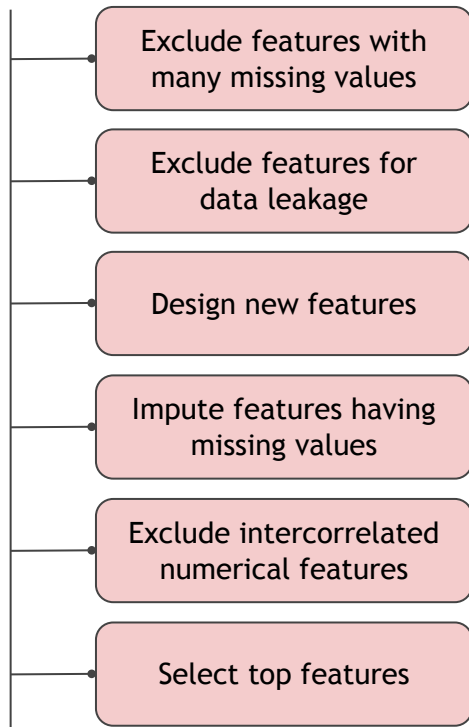 Exclude features with
many missing values
Exclude features for
data leakage
Design new features
Impute features having
missing values
Exclude intercorrelated
numerical features
Select top features